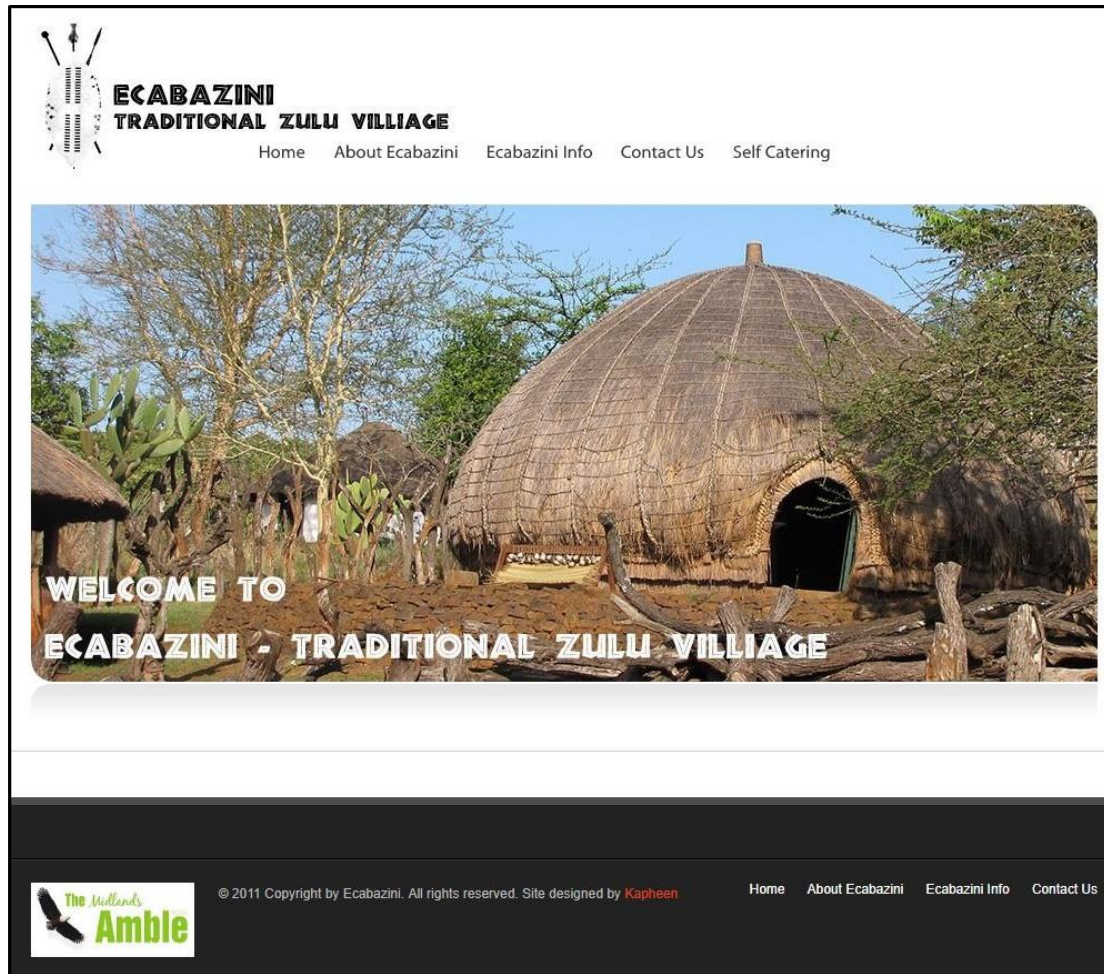 ECABAZINI
TRADITIONAL ZULU VILLIAGE
Home About Ecabazini Ecabazini Info Contact Us Self Catering
WELCOME TO
ECABAZINI - TRADITIONAL ZULU VILLIAGE
The Midlands
Amble
© 2011 Copyright by Ecabazini. All rights reserved. Site designed by Kapheen
Home About Ecabazini Ecabazini Info Contact Us